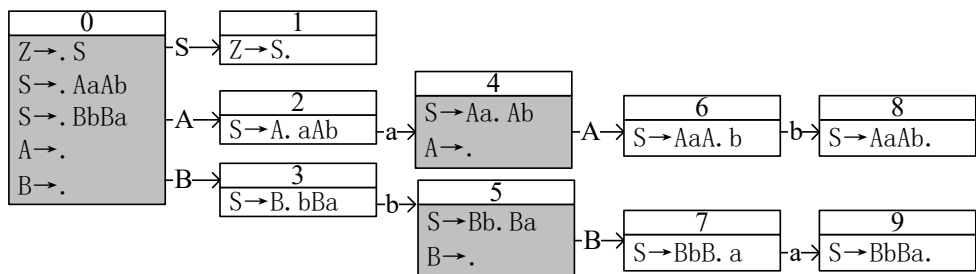 0
Z→. S
S→. AaAb
S→. BbBa
A→.
B→.
S
1
Z→S.
A
2
S→A. aAb
a
4
S→Aa. Ab
A→.
A
6
S→AaA. b
b
8
S→AaAb.
B
3
S→B. bBa
b
5
S→Bb. Ba
B→.
B
7
S→BbB. a
a
9
S→BbBa.